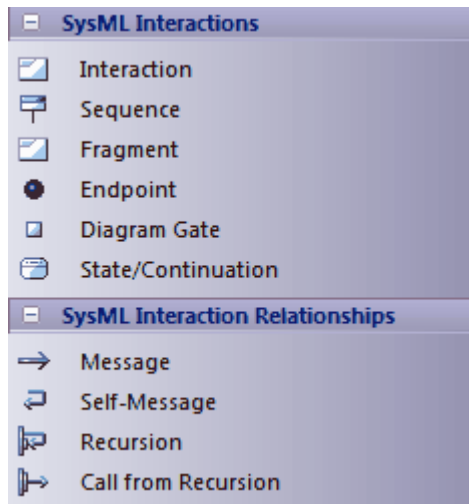 SysML Interactions
Interaction
Sequence
Fragment
Endpoint
Diagram Gate
State/Continuation
SysML Interaction Relationships
Message
Self-Message
Recursion
Call from Recursion